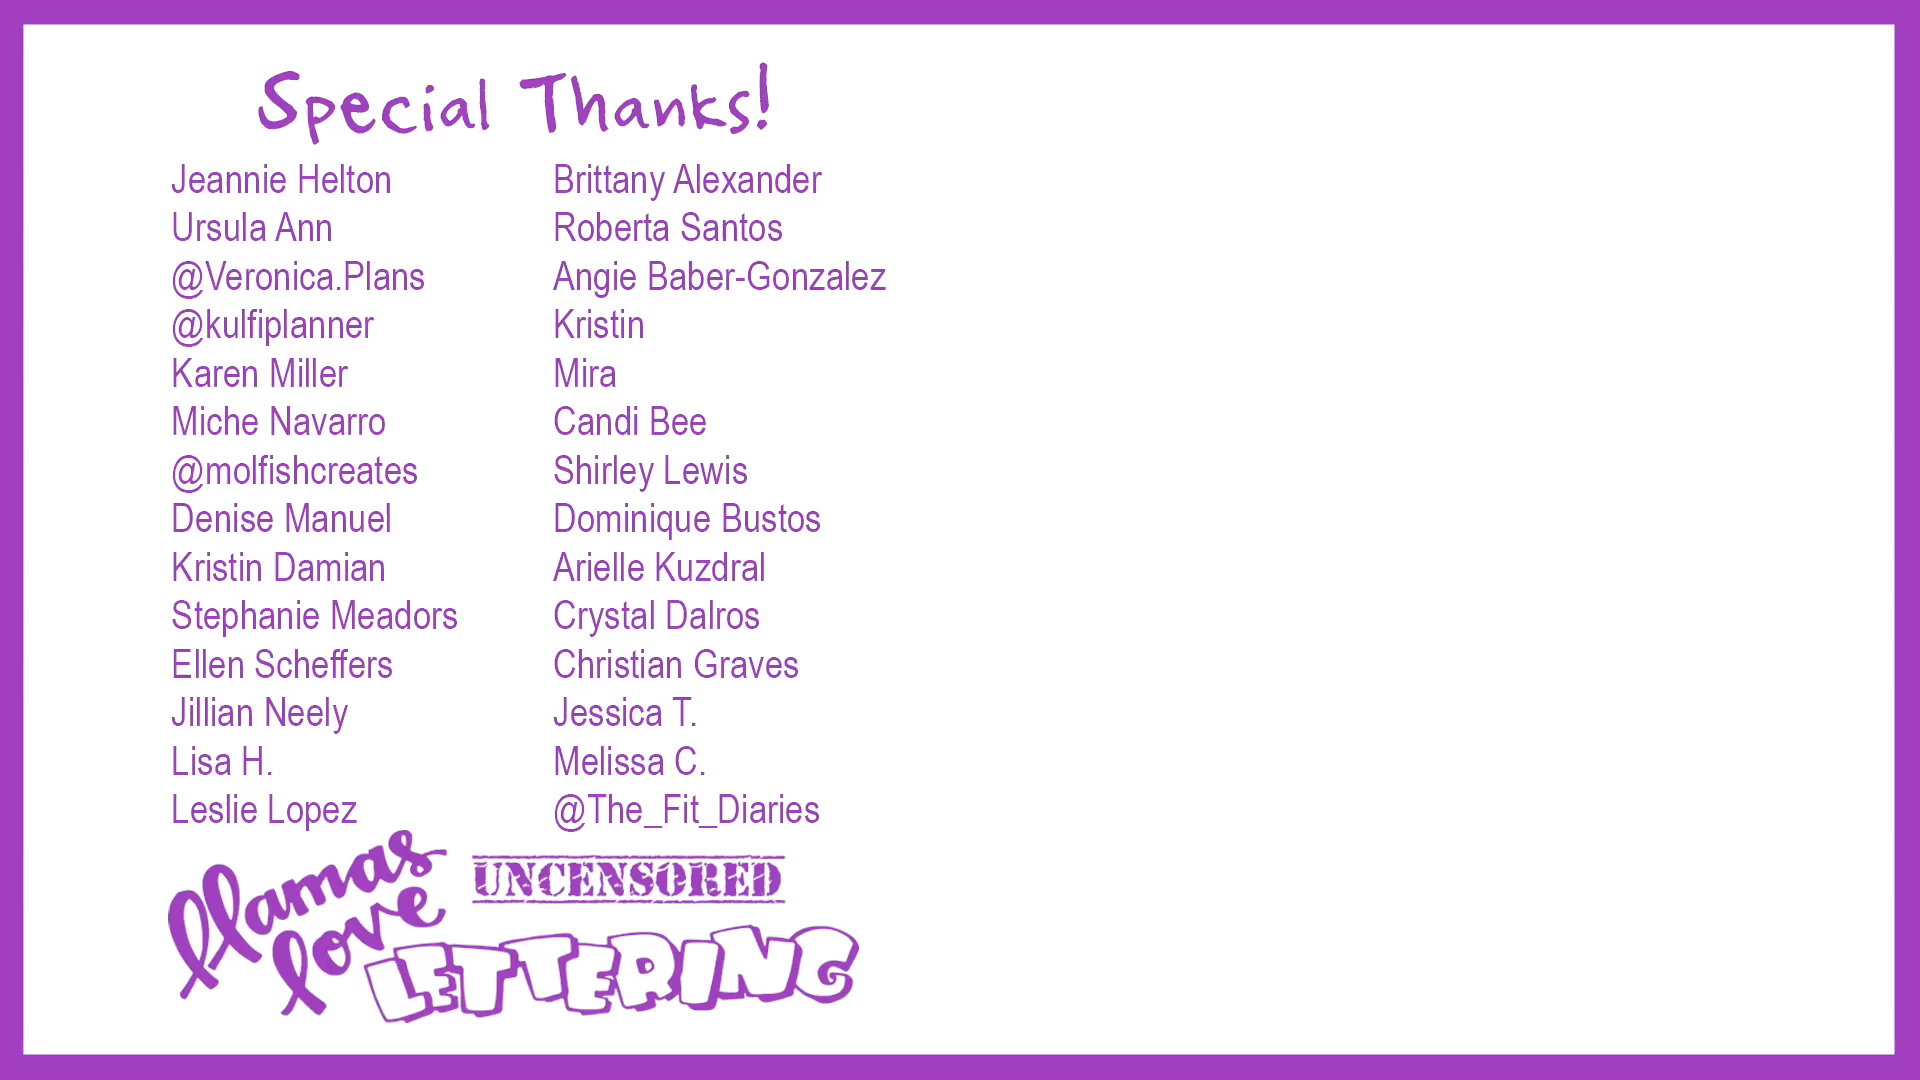 Special Thanks!
Jeannie Helton
Ursula Ann
@Veronica.Plans
@kulfiplanner
Karen Miller
Miche Navarro
@molfishcreates
Denise Manuel
Kristin Damian
Stephanie Meadors
Ellen Scheffers
Jillian Neely
Lisa H.
Leslie Lopez
Brittany Alexander
Roberta Santos
Angie Baber-Gonzalez
Kristin
Mira
Candi Bee
Shirley Lewis
Dominique Bustos
Arielle Kuzdral
Crystal Dalros
Christian Graves
Jessica T.
Melissa C.
@The_Fit_Diaries
llamas
love
UNCENSORED
LETTERING